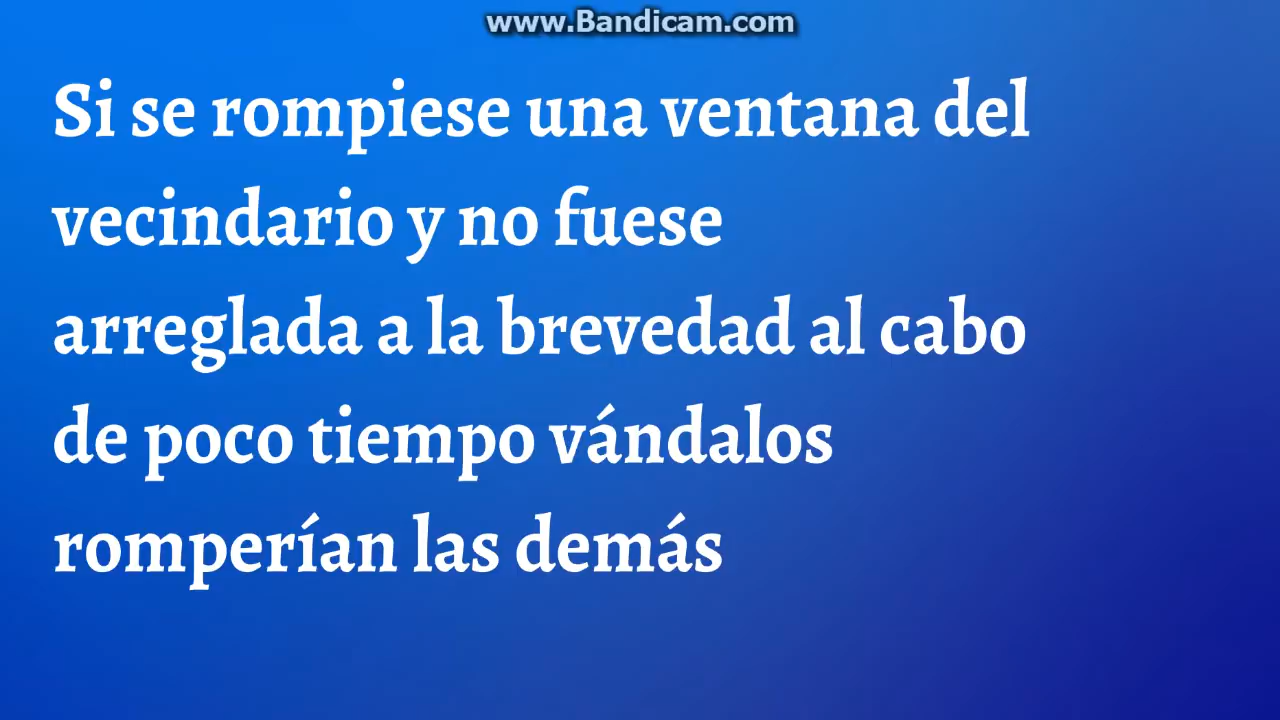 www.Bandicam.com
Si se rompiese una ventana del
vecindario y no fuese
arreglada a la brevedad al cabo
de poco tiempo vándalos
romperían las demás